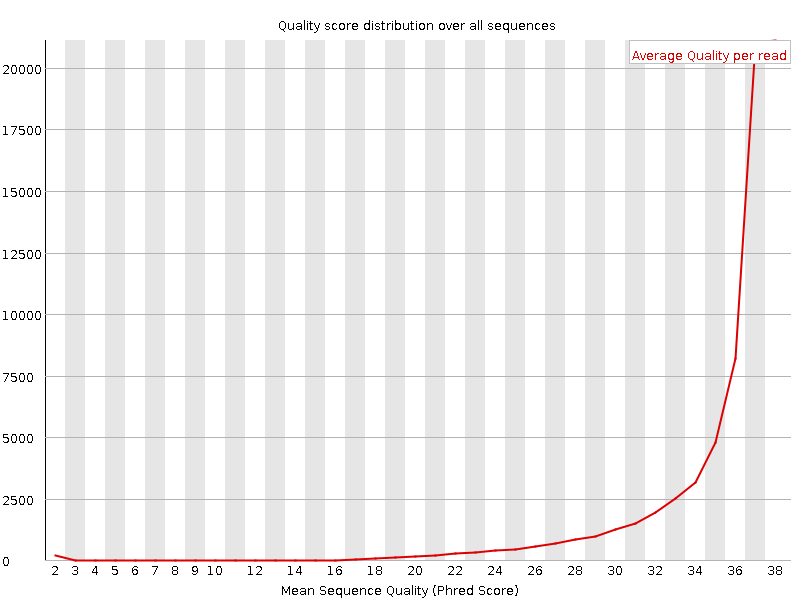 Quality score distribution over all sequences
Average Quality per read
20000
17500
15000
12500
10000
7500
5000
2500
0
2 3 4 5 6 7 8 9 10 12 14 16 18 20 22 24 26 28 30 32 34 36 38
Mean Sequence Quality (Phred Score)